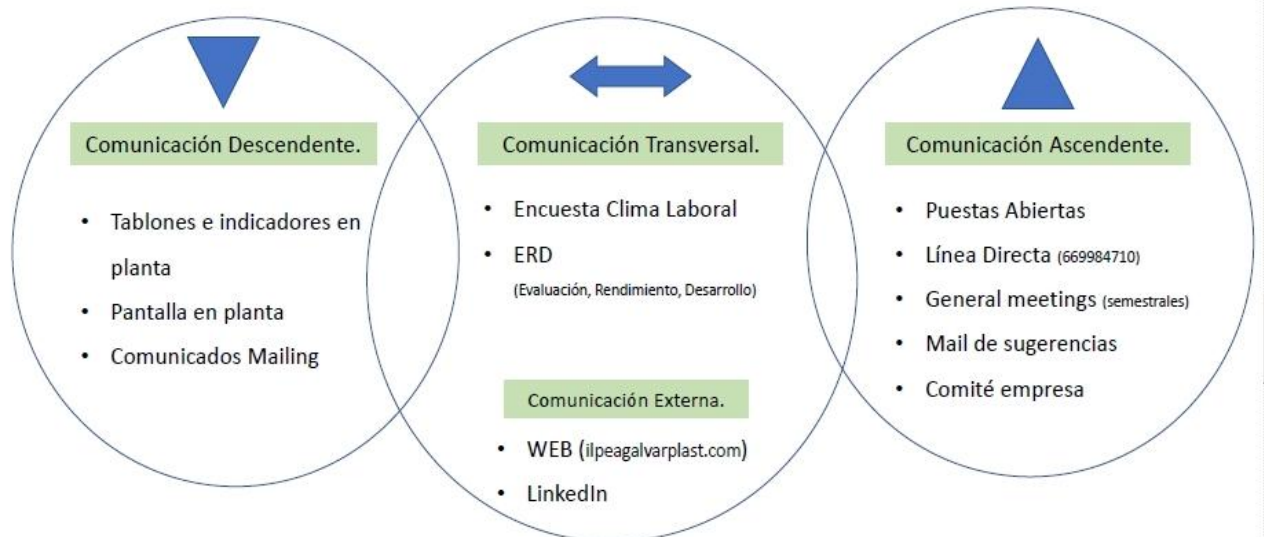 Comunicación Descendente.
• Tablones e indicadores en
planta
• Pantalla en planta
• Comunicados Mailing
Comunicación Transversal.
• Encuesta Clima Laboral
• ERD
(Evaluación, Rendimiento, Desarrollo)
Comunicación Externa.
• WEB (ilpeagalvarplast.com)
• LinkedIn
Comunicación Ascendente.
• Puestas Abiertas
• Línea Directa (669984710)
• General meetings (semestrales)
• Mail de sugerencias
• Comité empresa